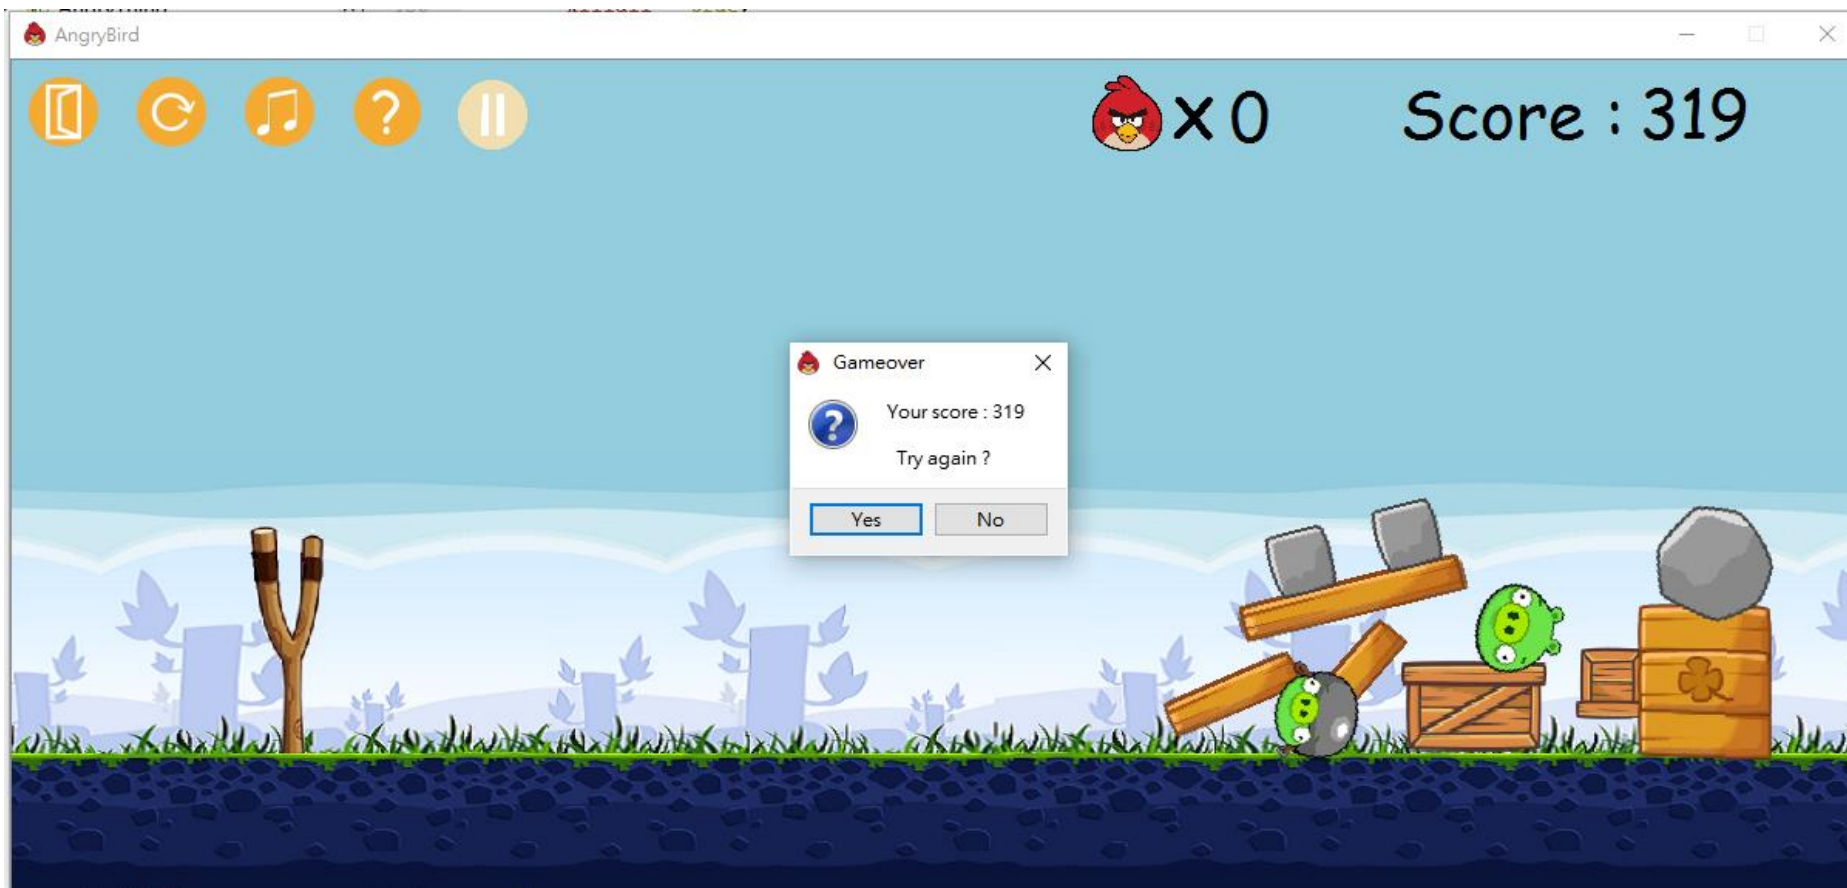 AngryBird
× 0
Score : 319
Gameover
Your score : 319
Try again ?
Yes
No